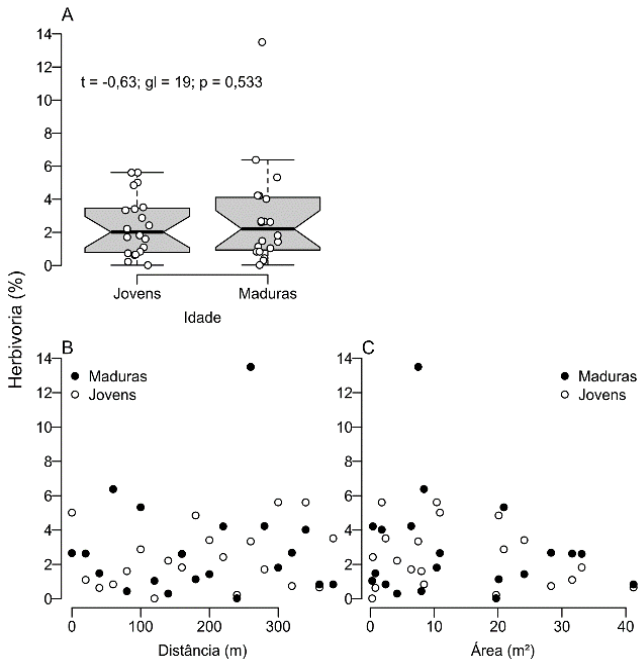 A
14
12
t = -0,63; gl = 19; p = 0,533
10
8
6
4
2
0
Jovens Maduras
Idade
Herbivoria (%)
B
14
Maduras
Jovens
12
10
8
6
4
2
0
0 100 200 300
Distância (m)
C
14
Maduras
Jovens
12
10
8
6
4
2
0
0 10 20 30 40
Área (m²)